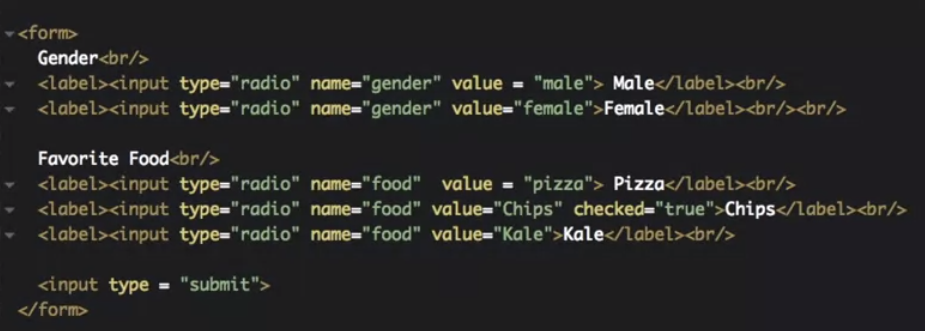 <form>
Gender<br/>
<label><input type="radio" name="gender" value = "male"> Male</label><br/>
<label><input type="radio" name="gender" value="female">Female</label><br/><br/>
Favorite Food<br/>
<label><input type="radio" name="food"  value = "pizza"> Pizza</label><br/>
<label><input type="radio" name="food" value="Chips" checked="true">Chips</label><br/>
<label><input type="radio" name="food" value="Kale">Kale</label><br/>
<input type = "submit">
</form>